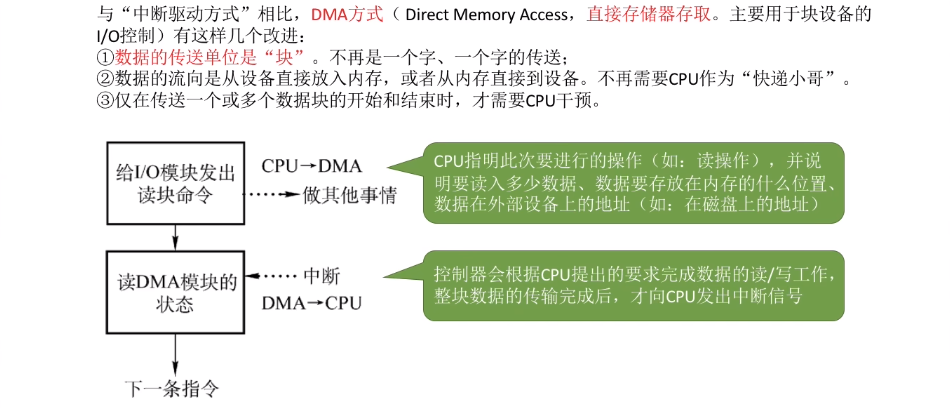 与“中断驱动方式”相比，DMA方式（ Direct Memory Access，直接存储器存取。主要用于块设备的
I/O控制）有这样几个改进：
①数据的传送单位是“块”。不再是一个字、一个字的传送；
②数据的流向是从设备直接放入内存，或者从内存直接到设备。不再需要CPU作为“快递小哥”。
③仅在传送一个或多个数据块的开始和结束时，才需要CPU干预。
给I/O模块发出
读块命令
CPU→DMA
做其他事情
CPU指明此次要进行的操作（如：读操作），并说
明要读入多少数据、数据要存放在内存的什么位置、
数据在外部设备上的地址（如：在磁盘上的地址）
读DMA模块的
状态
中断
DMA→CPU
控制器会根据CPU提出的要求完成数据的读/写工作，
整块数据的传输完成后，才向CPU发出中断信号
下一条指令